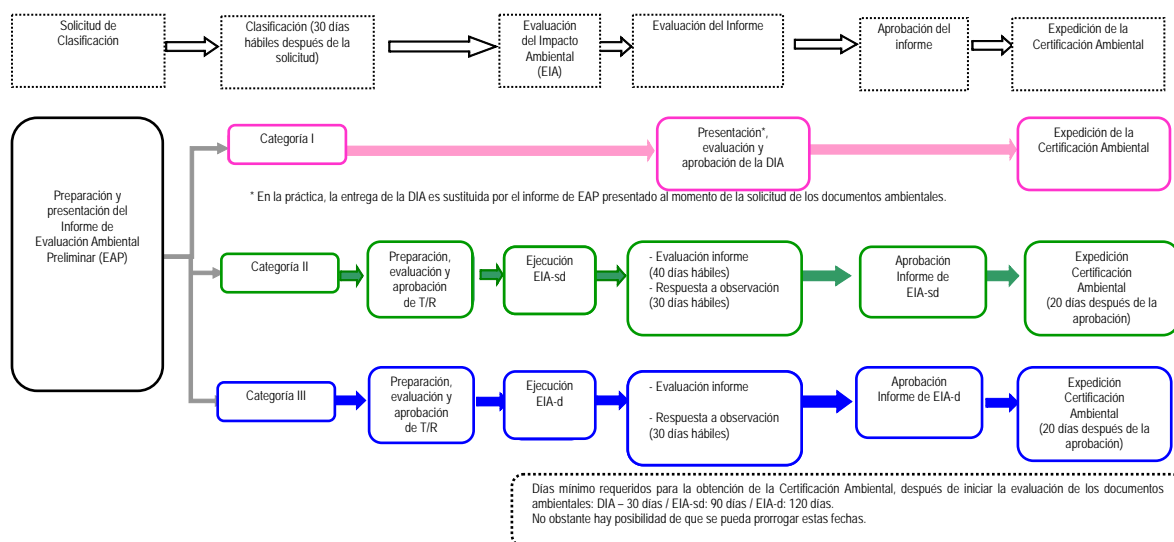 Solicitud de
Clasificación
Clasificación (30 días
hábiles después de la
solicitud)
Evaluación
del Impacto
Ambiental
(EIA)
Evaluación del Informe
Aprobación del
informe
Expedición de la
Certificación Ambiental
Preparación y
presentación del
Informe de
Evaluación Ambiental
Preliminar (EAP)
Categoría I
Presentación*,
evaluación y
aprobación de la DIA
Expedición de la
Certificación Ambiental
* En la práctica, la entrega de la DIA es sustituida por el informe de EAP presentado al momento de la solicitud de los documentos ambientales.
Categoría II
Preparación,
evaluación y
aprobación
de T/R
Ejecución
EIA-sd
- Evaluación informe
(40 días hábiles)
- Respuesta a observación
(30 días hábiles)
Aprobación
Informe de
EIA-sd
Expedición
Certificación
Ambiental
(20 días después de la
aprobación)
Categoría III
Preparación,
evaluación y
aprobación
de T/R
Ejecución
EIA-d
- Evaluación informe
- Respuesta a observación
(30 días hábiles)
Aprobación
Informe de EIA-d
Expedición
Certificación
Ambiental
(20 días después de la
aprobación)
Días mínimo requeridos para la obtención de la Certificación Ambiental, después de iniciar la evaluación de los documentos
ambientales: DIA – 30 días / EIA-sd: 90 días / EIA-d: 120 días.
No obstante hay posibilidad de que se pueda prorrogar estas fechas.